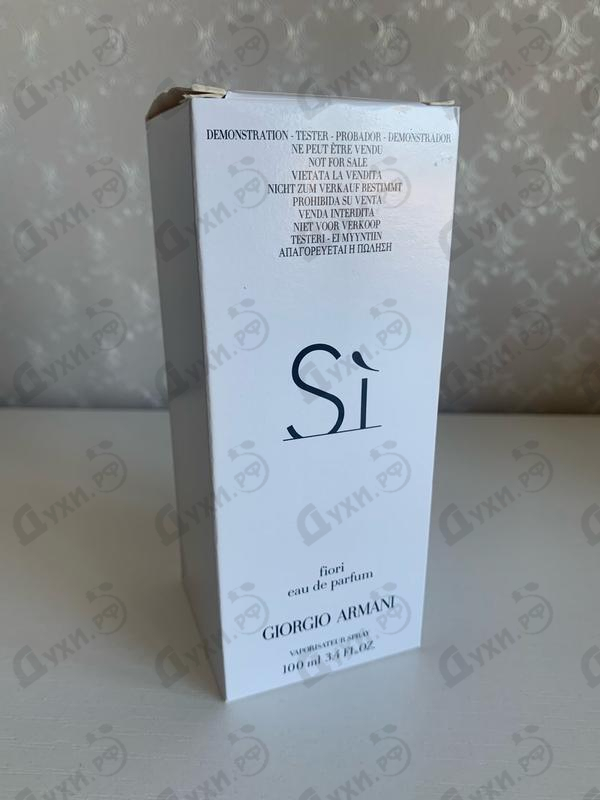 DEMONSTRATION - TESTER - PROBADOR - DEMONSTRADOR
NE PEUT ÊTRE VENDU
NOT FOR SALE
VIETATA LA VENDITA
NICHT ZUM VERKAUF BESTIMMT
PROHIBIDA SU VENTA
VENDA INTERDITA
NIET VOOR VERKOOP
TESTERI - EI MYYNTIIN
ΑΠΑΓΟΡΕΥΕΤΑΙ Η ΠΩΛΗΣΗ
Sì
fiori
eau de parfum
GIORGIO ARMANI
VAPORISATEUR SPRAY
100 ml 3.4 FL.OZ.
Духи.РФ